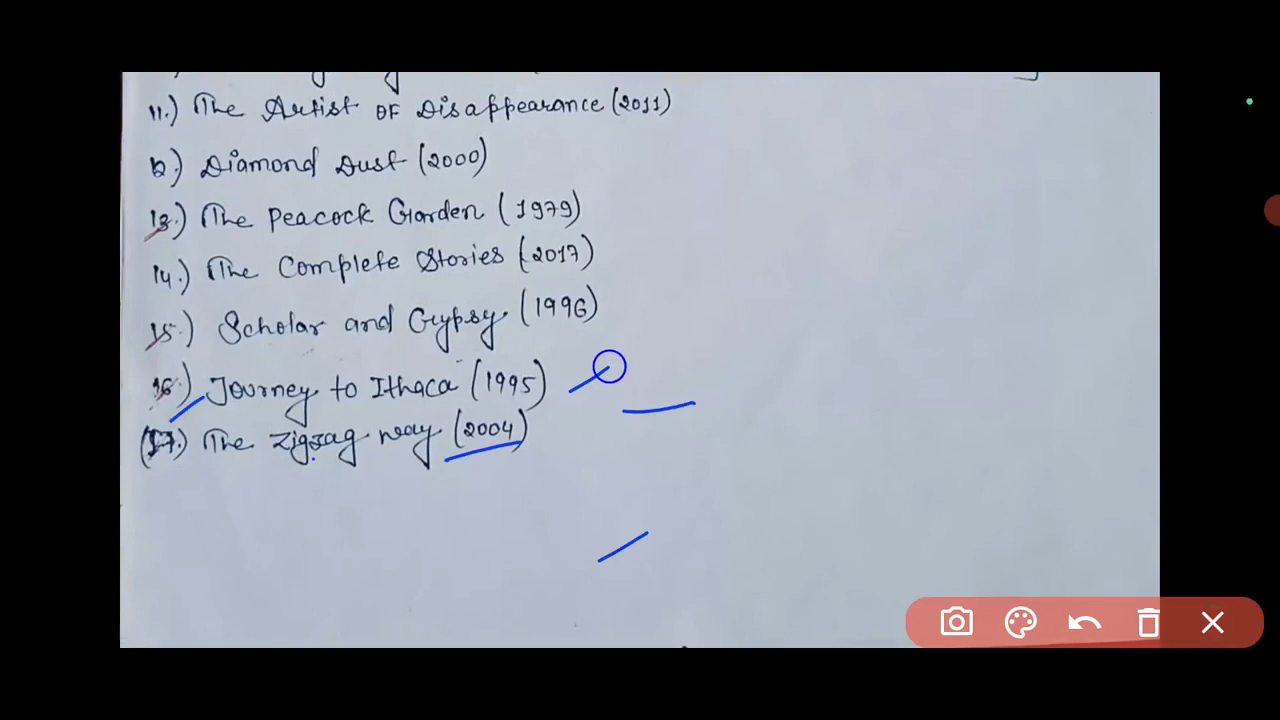 11.) The Artist OF Disappearance (2011)
12.) Diamond Dust (2000)
13.) The Peacock Garden (1979)
14.) The Complete Stories (2017)
15.) Scholar and Gypsy (1996)
16.) Journey to Ithaca (1995)
(17.) The Zigzag way (2004)